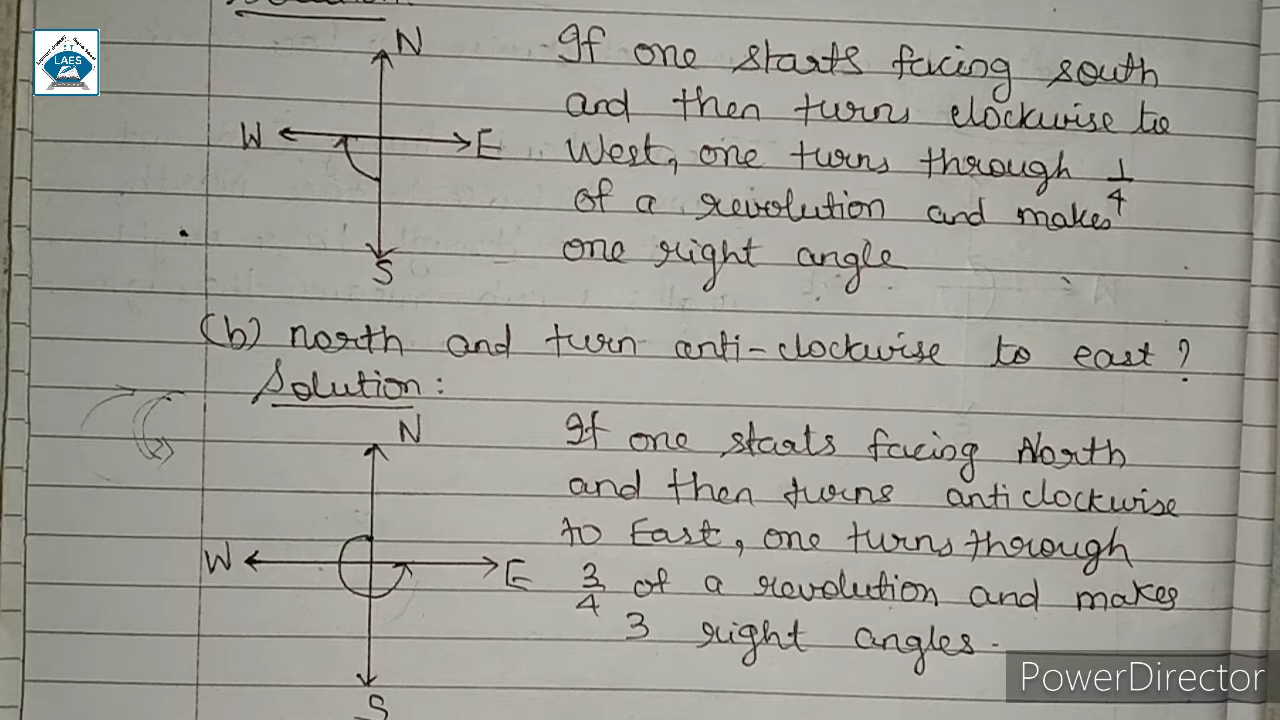 LAES
N
W
E
S
If one starts facing south
and then turns clockwise to
West, one turns through 1/4
of a revolution and makes
one right angle
(b) north and turn anti-clockwise to east?
Solution:
N
W
E
S
If one starts facing North
and then turns anticlockwise
to East, one turns through
3/4 of a revolution and makes
3 right angles.
PowerDirector